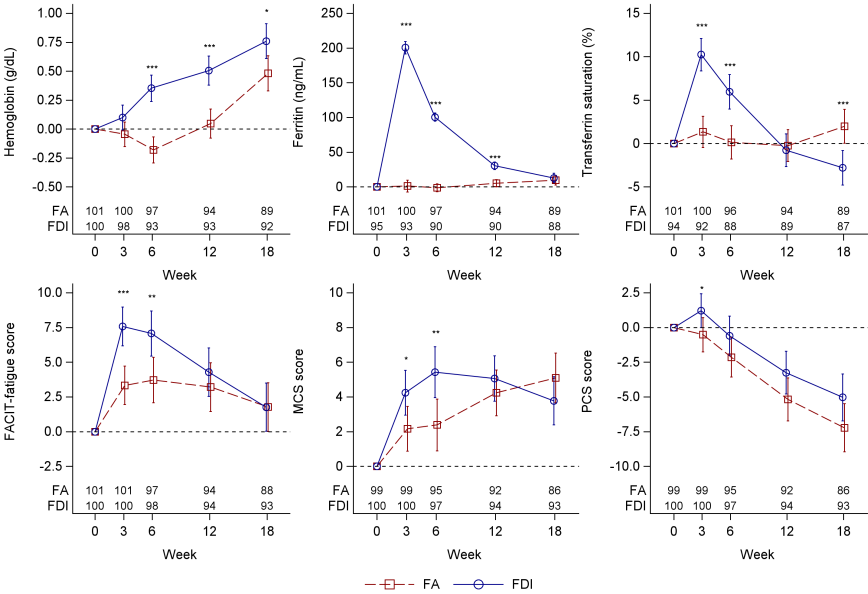 Hemoglobin (g/dL)
1.00
0.75
0.50
0.25
0.00
-0.25
-0.50
***
***
*
FA 101 100 97 94 89
FDI 100 98 93 93 92
0 3 6 12 18
Week
Ferritin (ng/mL)
250
200
150
100
50
0
***
***
***
FA 101 100 97 94 89
FDI 95 93 90 90 88
0 3 6 12 18
Week
Transferrin saturation (%)
15
10
5
0
-5
***
***
***
FA 101 100 96 94 89
FDI 94 92 88 89 87
0 3 6 12 18
Week
FACIT-fatigue score
10.0
7.5
5.0
2.5
0.0
-2.5
***
**
FA 101 101 97 94 88
FDI 100 100 98 94 93
0 3 6 12 18
Week
MCS score
10
8
6
4
2
0
*
**
FA 99 99 95 92 86
FDI 100 100 97 94 93
0 3 6 12 18
Week
PCS score
2.5
0.0
-2.5
-5.0
-7.5
-10.0
*
FA 99 99 95 92 86
FDI 100 100 97 94 93
0 3 6 12 18
Week
FA FDI